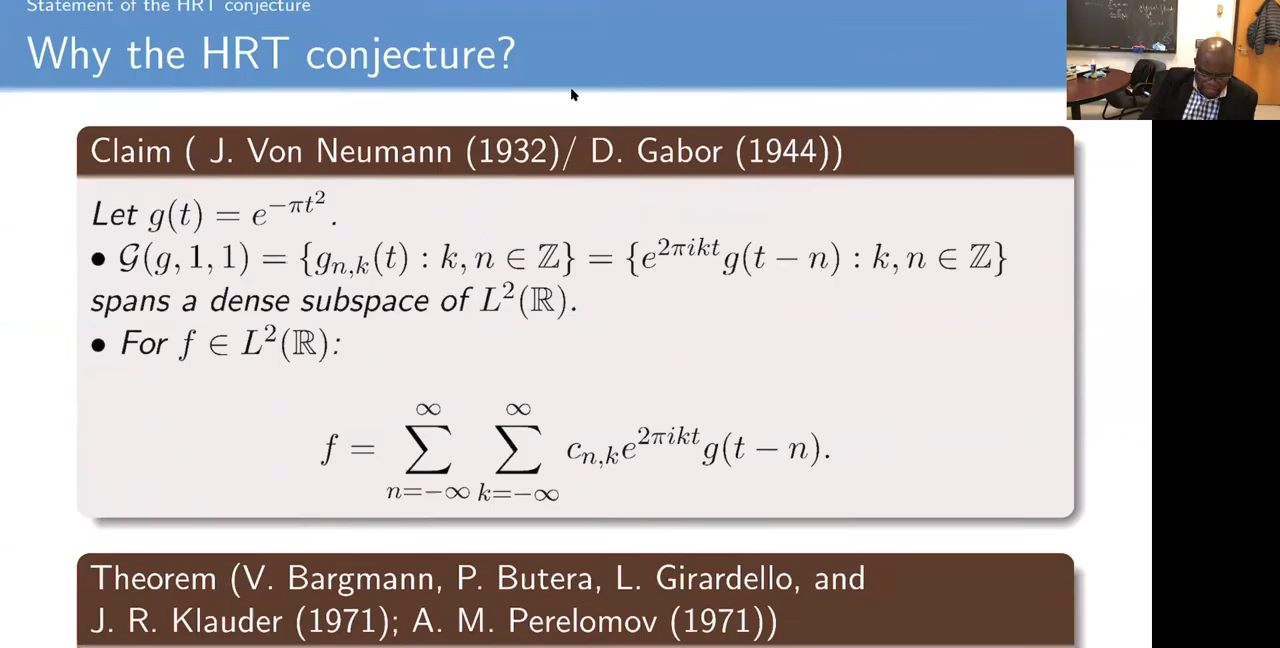 Statement of the HRT conjecture
Why the HRT conjecture?
Claim ( J. Von Neumann (1932)/ D. Gabor (1944))
Let g(t) = e^{-πt^2}.
• 𝒢(g, 1, 1) = {g_{n,k}(t) : k, n ∈ ℤ} = {e^{2πikt}g(t − n) : k, n ∈ ℤ}
spans a dense subspace of L^2(ℝ).
• For f ∈ L^2(ℝ):
f = ∑_{n=−∞}^{∞} ∑_{k=−∞}^{∞} c_{n,k}e^{2πikt}g(t − n).
Theorem (V. Bargmann, P. Butera, L. Girardello, and
J. R. Klauder (1971); A. M. Perelomov (1971))